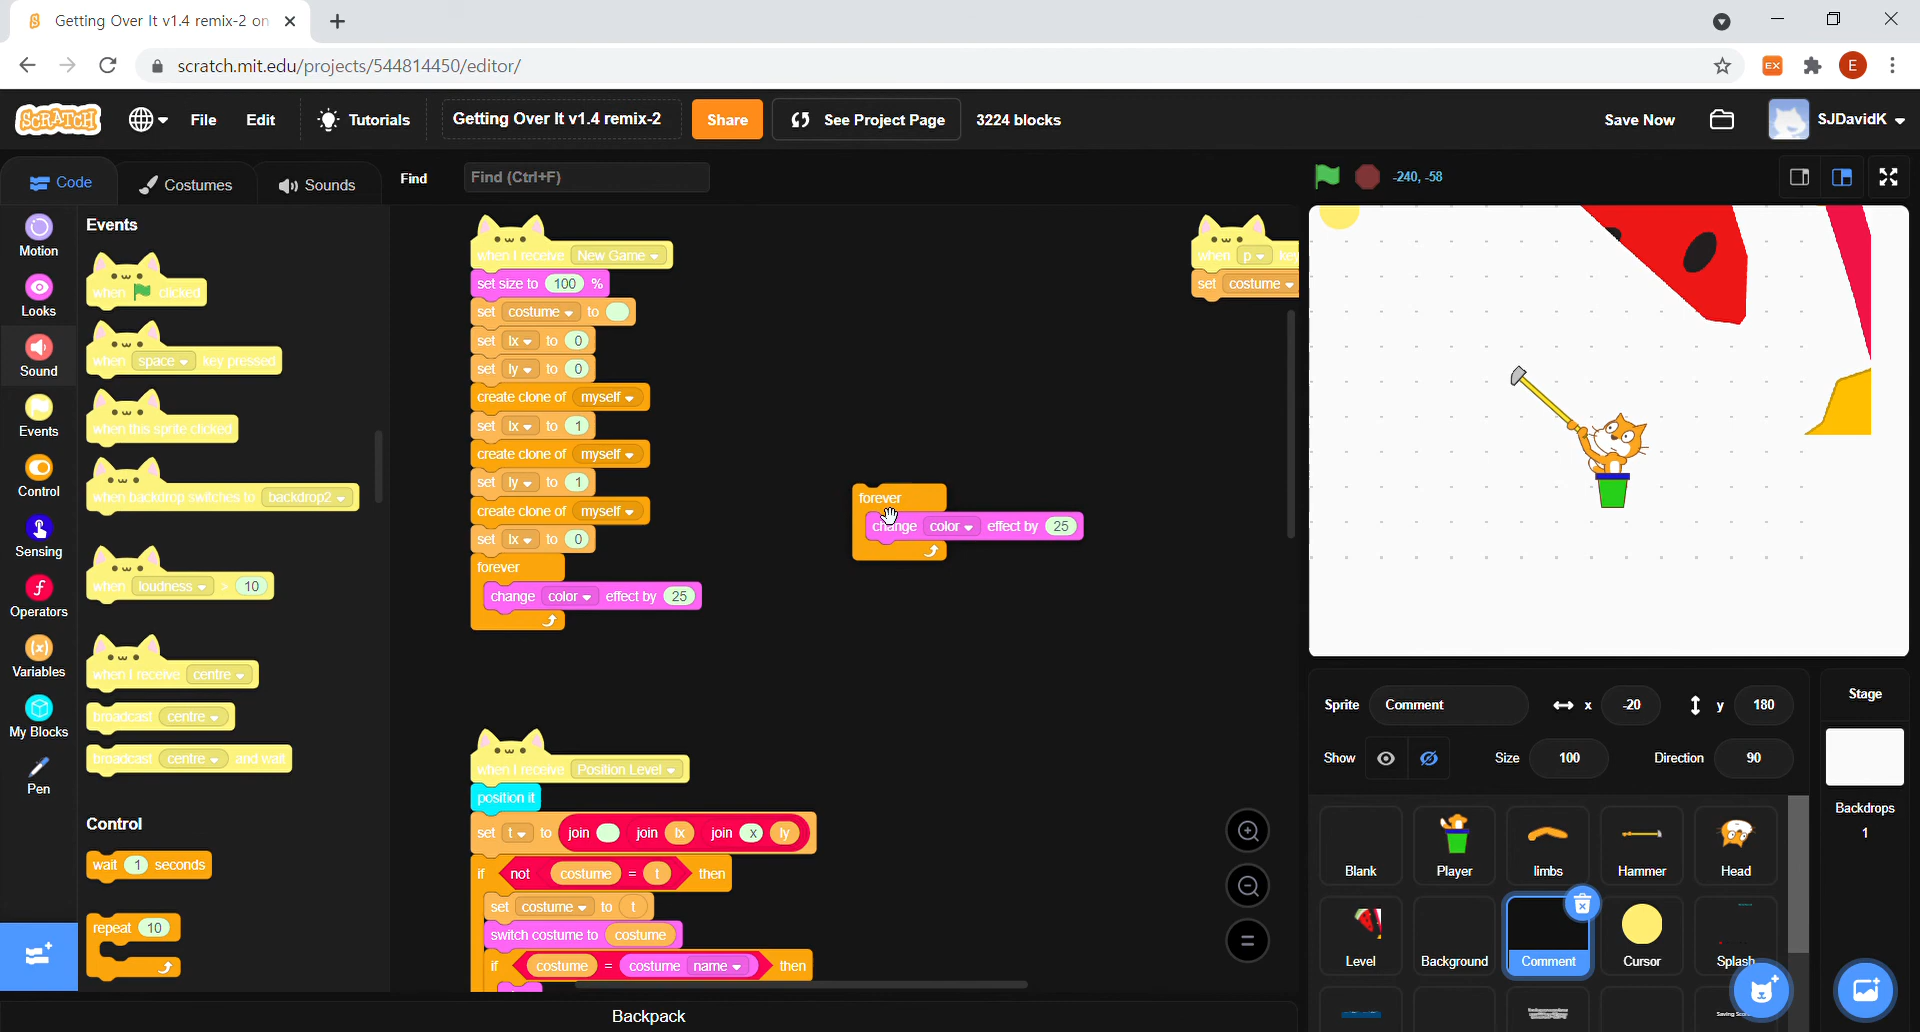 Getting Over It v1.4 remix-2 on
scratch.mit.edu/projects/544814450/editor/
EX
E
SCRATCH
File
Edit
Tutorials
Getting Over It v1.4 remix-2
Share
See Project Page
3224 blocks
Save Now
SJDavidK
Code
Costumes
Sounds
Find
Find (Ctrl+F)
-240, -58
Motion
Looks
Sound
Events
Control
Sensing
Operators
Variables
My Blocks
Pen
Events
when clicked
when space key pressed
when this sprite clicked
when backdrop switches to backdrop2
when loudness > 10
when I receive centre
broadcast centre
broadcast centre and wait
Control
wait 1 seconds
repeat 10
when I receive New Game
set size to 100 %
set costume to
set lx to 0
set ly to 0
create clone of myself
set lx to 1
create clone of myself
set ly to 1
create clone of myself
set lx to 0
forever
change color effect by 25
forever
change color effect by 25
when p key
set costume
when I receive Position Level
position it
set t to join join lx join x ly
if not costume = t then
set costume to t
switch costume to costume
if costume = costume name then
Backpack
Sprite Comment x -20 y 180
Show Size 100 Direction 90
Stage
Backdrops
1
Blank
Player
limbs
Hammer
Head
Level
Background
Comment
Cursor
Splash